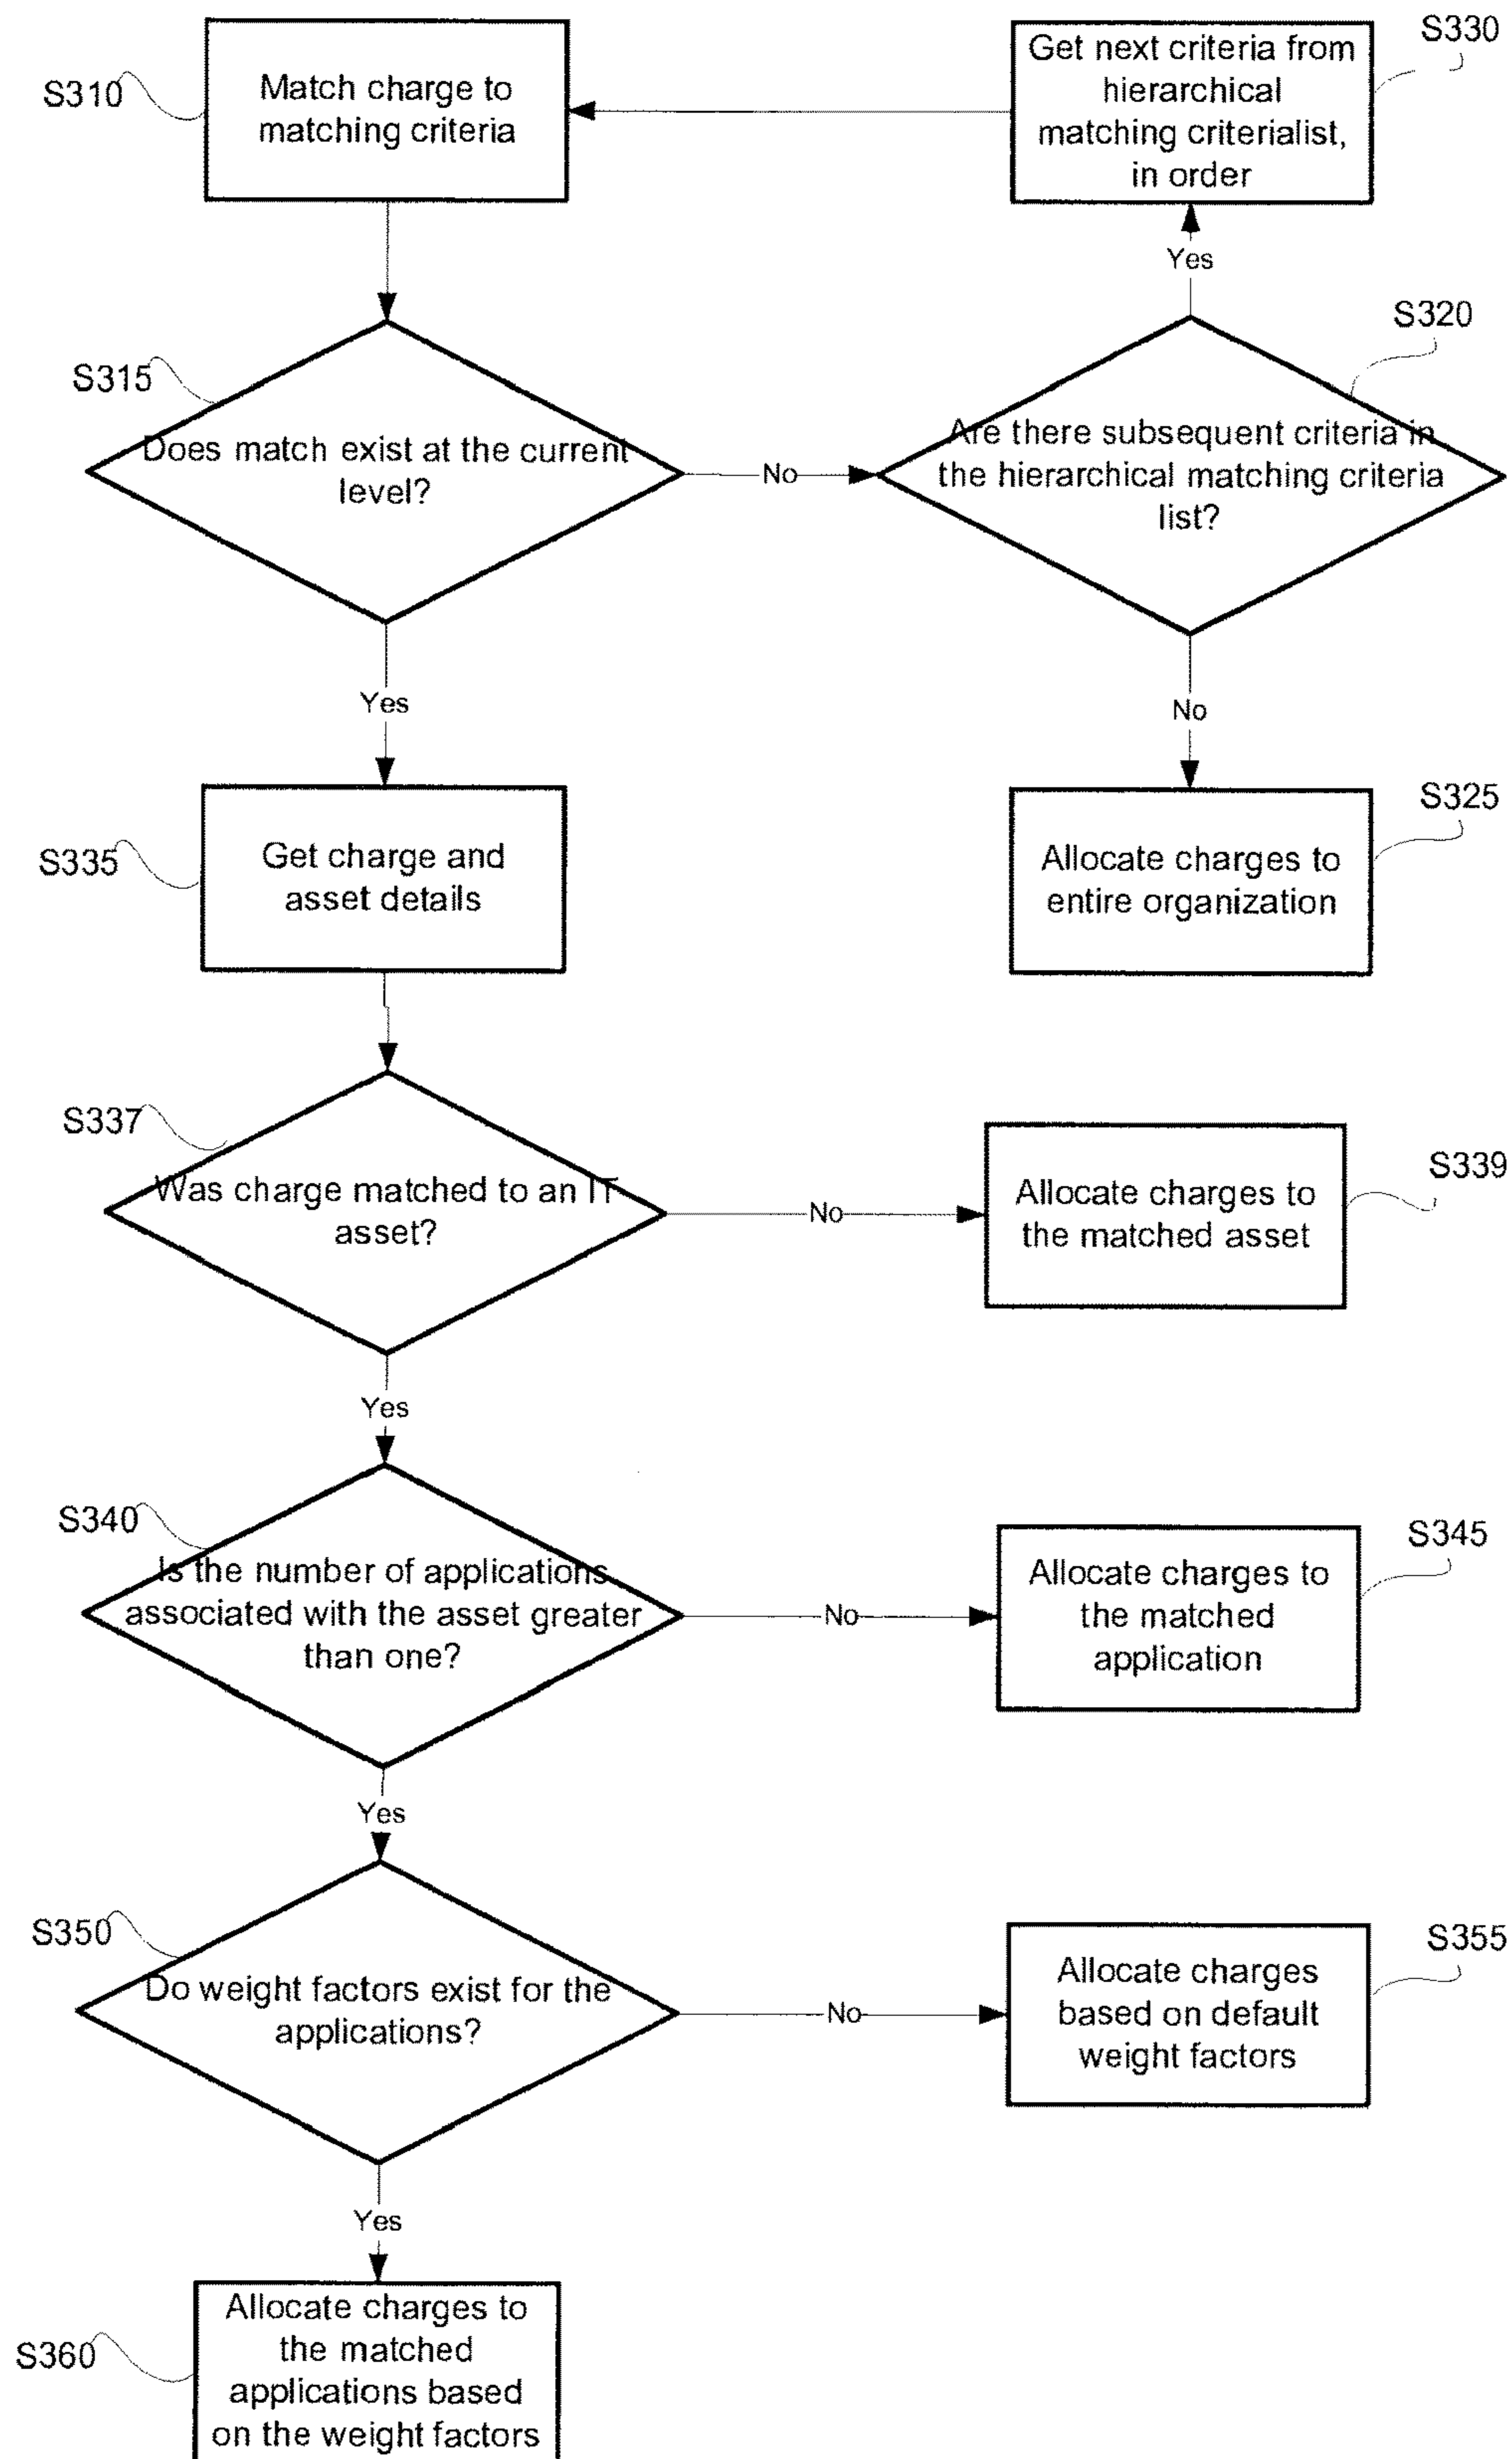 S310
Match charge to
matching criteria
Get next criteria from
hierarchical
matching criterialist,
in order
S330
Yes
S315
Does match exist at the current
level?
No
S320
Are there subsequent criteria in
the hierarchical matching criteria
list?
Yes
No
S335
Get charge and
asset details
Allocate charges to
entire organization
S325
S337
Was charge matched to an IT
asset?
No
Allocate charges to
the matched asset
S339
Yes
S340
Is the number of applications
associated with the asset greater
than one?
No
Allocate charges to
the matched
application
S345
Yes
S350
Do weight factors exist for the
applications?
No
Allocate charges
based on default
weight factors
S355
Yes
S360
Allocate charges to
the matched
applications based
on the weight factors